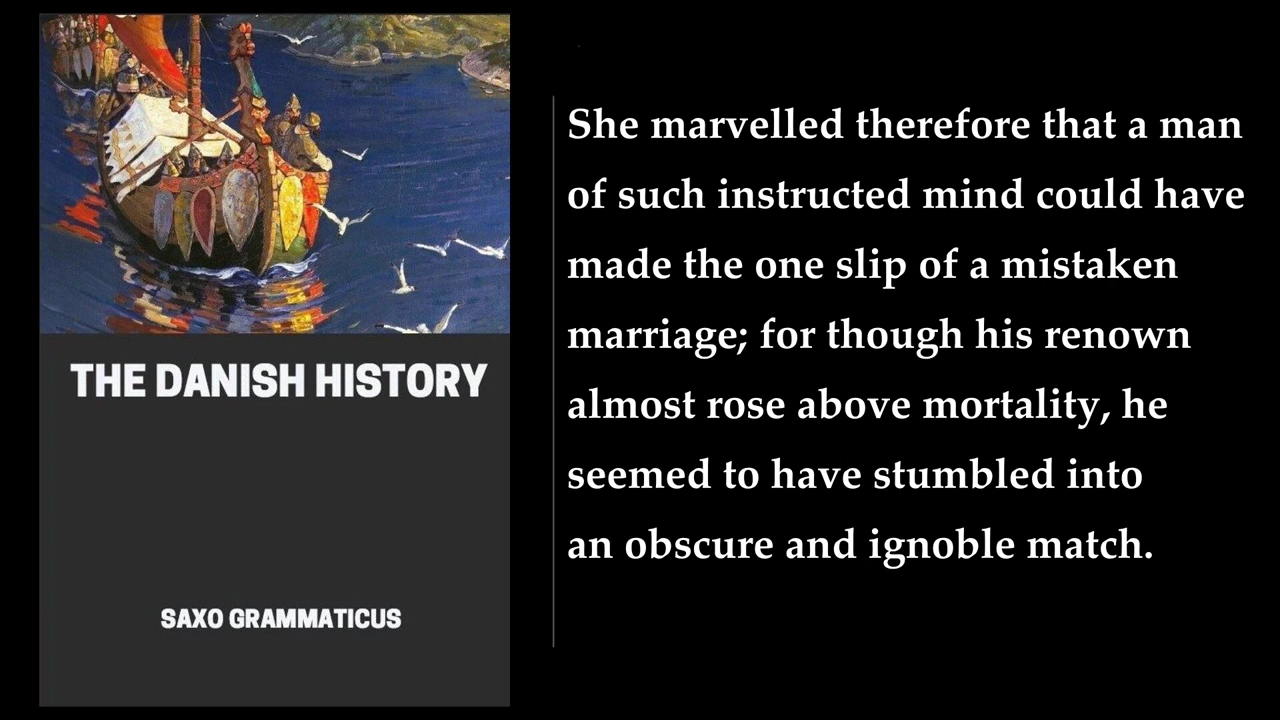 THE DANISH HISTORY
SAXO GRAMMATICUS
She marvelled therefore that a man
of such instructed mind could have
made the one slip of a mistaken
marriage; for though his renown
almost rose above mortality, he
seemed to have stumbled into
an obscure and ignoble match.